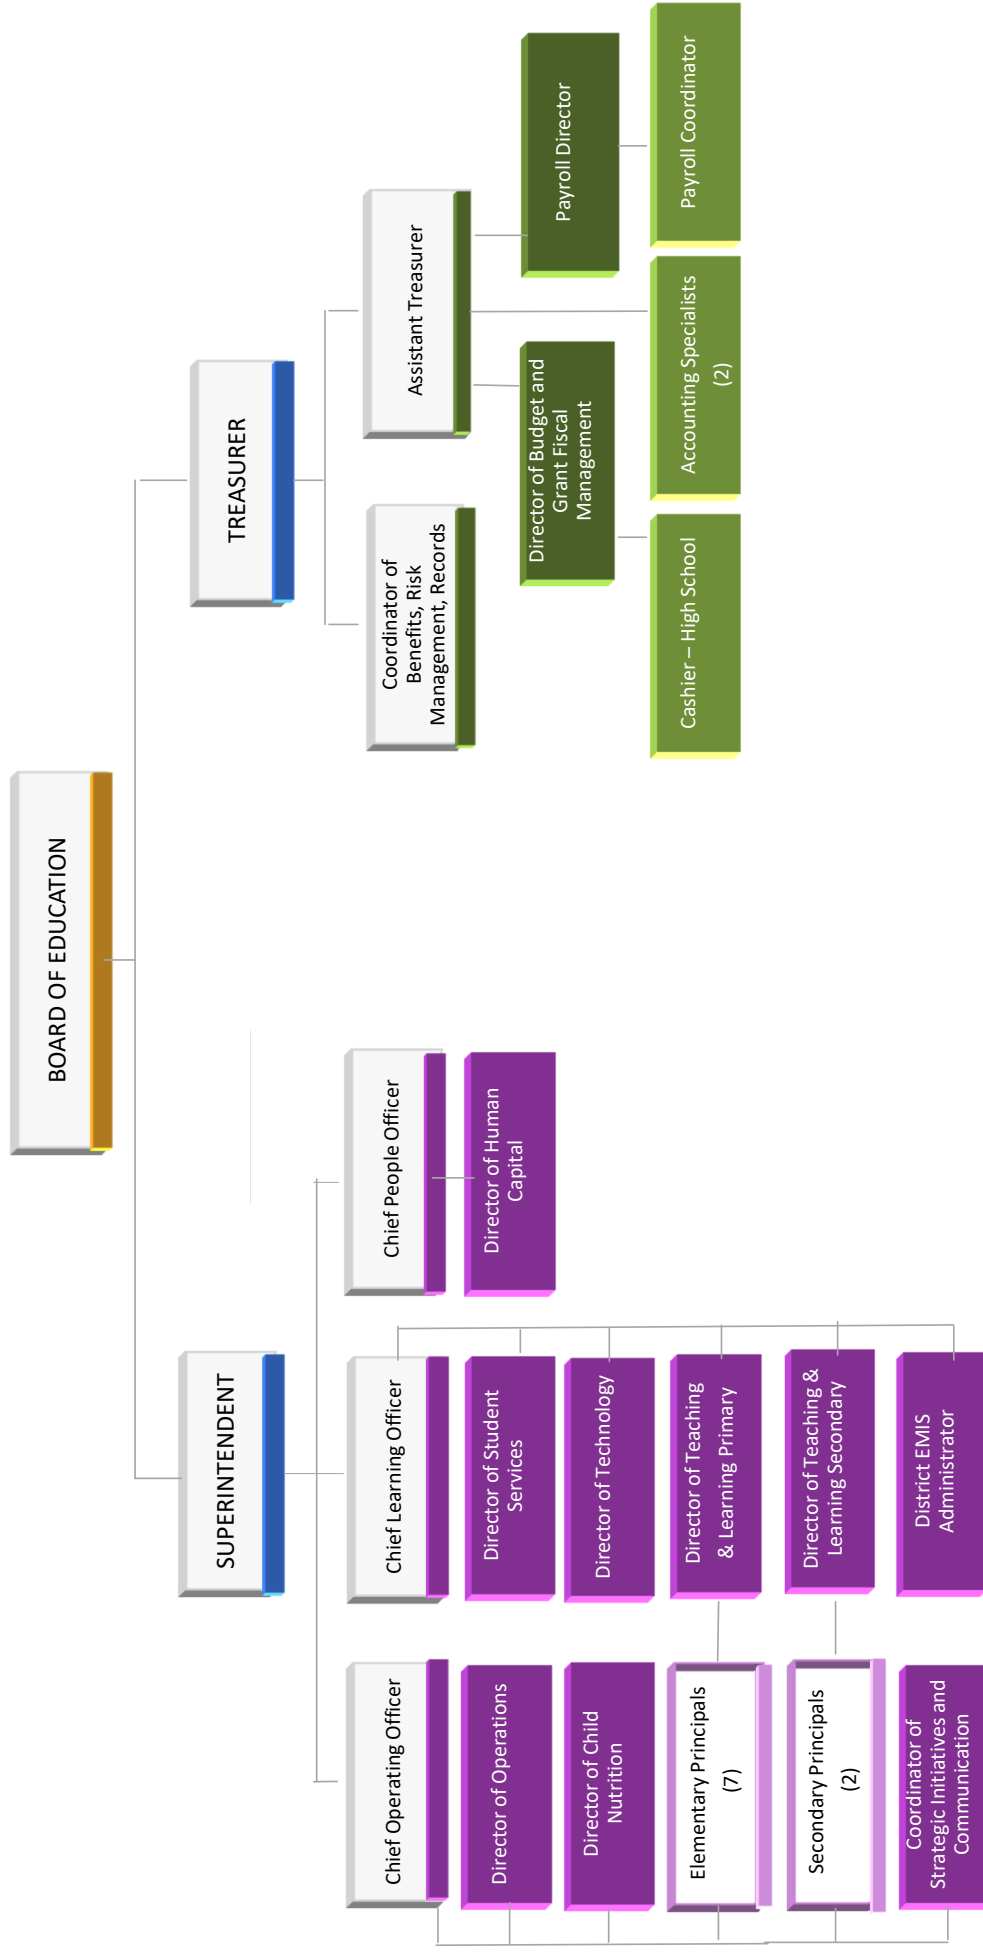 BOARD OF EDUCATION
SUPERINTENDENT
TREASURER
Chief Operating Officer
Chief Learning Officer
Chief People Officer
Coordinator of
Benefits, Risk
Management, Records
Assistant Treasurer
Director of Operations
Director of Student
Services
Director of Human
Capital
Director of Budget and
Grant Fiscal
Management
Payroll Director
Director of Child
Nutrition
Director of Technology
Cashier – High School
Accounting Specialists
(2)
Payroll Coordinator
Elementary Principals
(7)
Director of Teaching
& Learning Primary
Secondary Principals
(2)
Director of Teaching &
Learning Secondary
Coordinator of
Strategic Initiatives and
Communication
District EMIS
Administrator